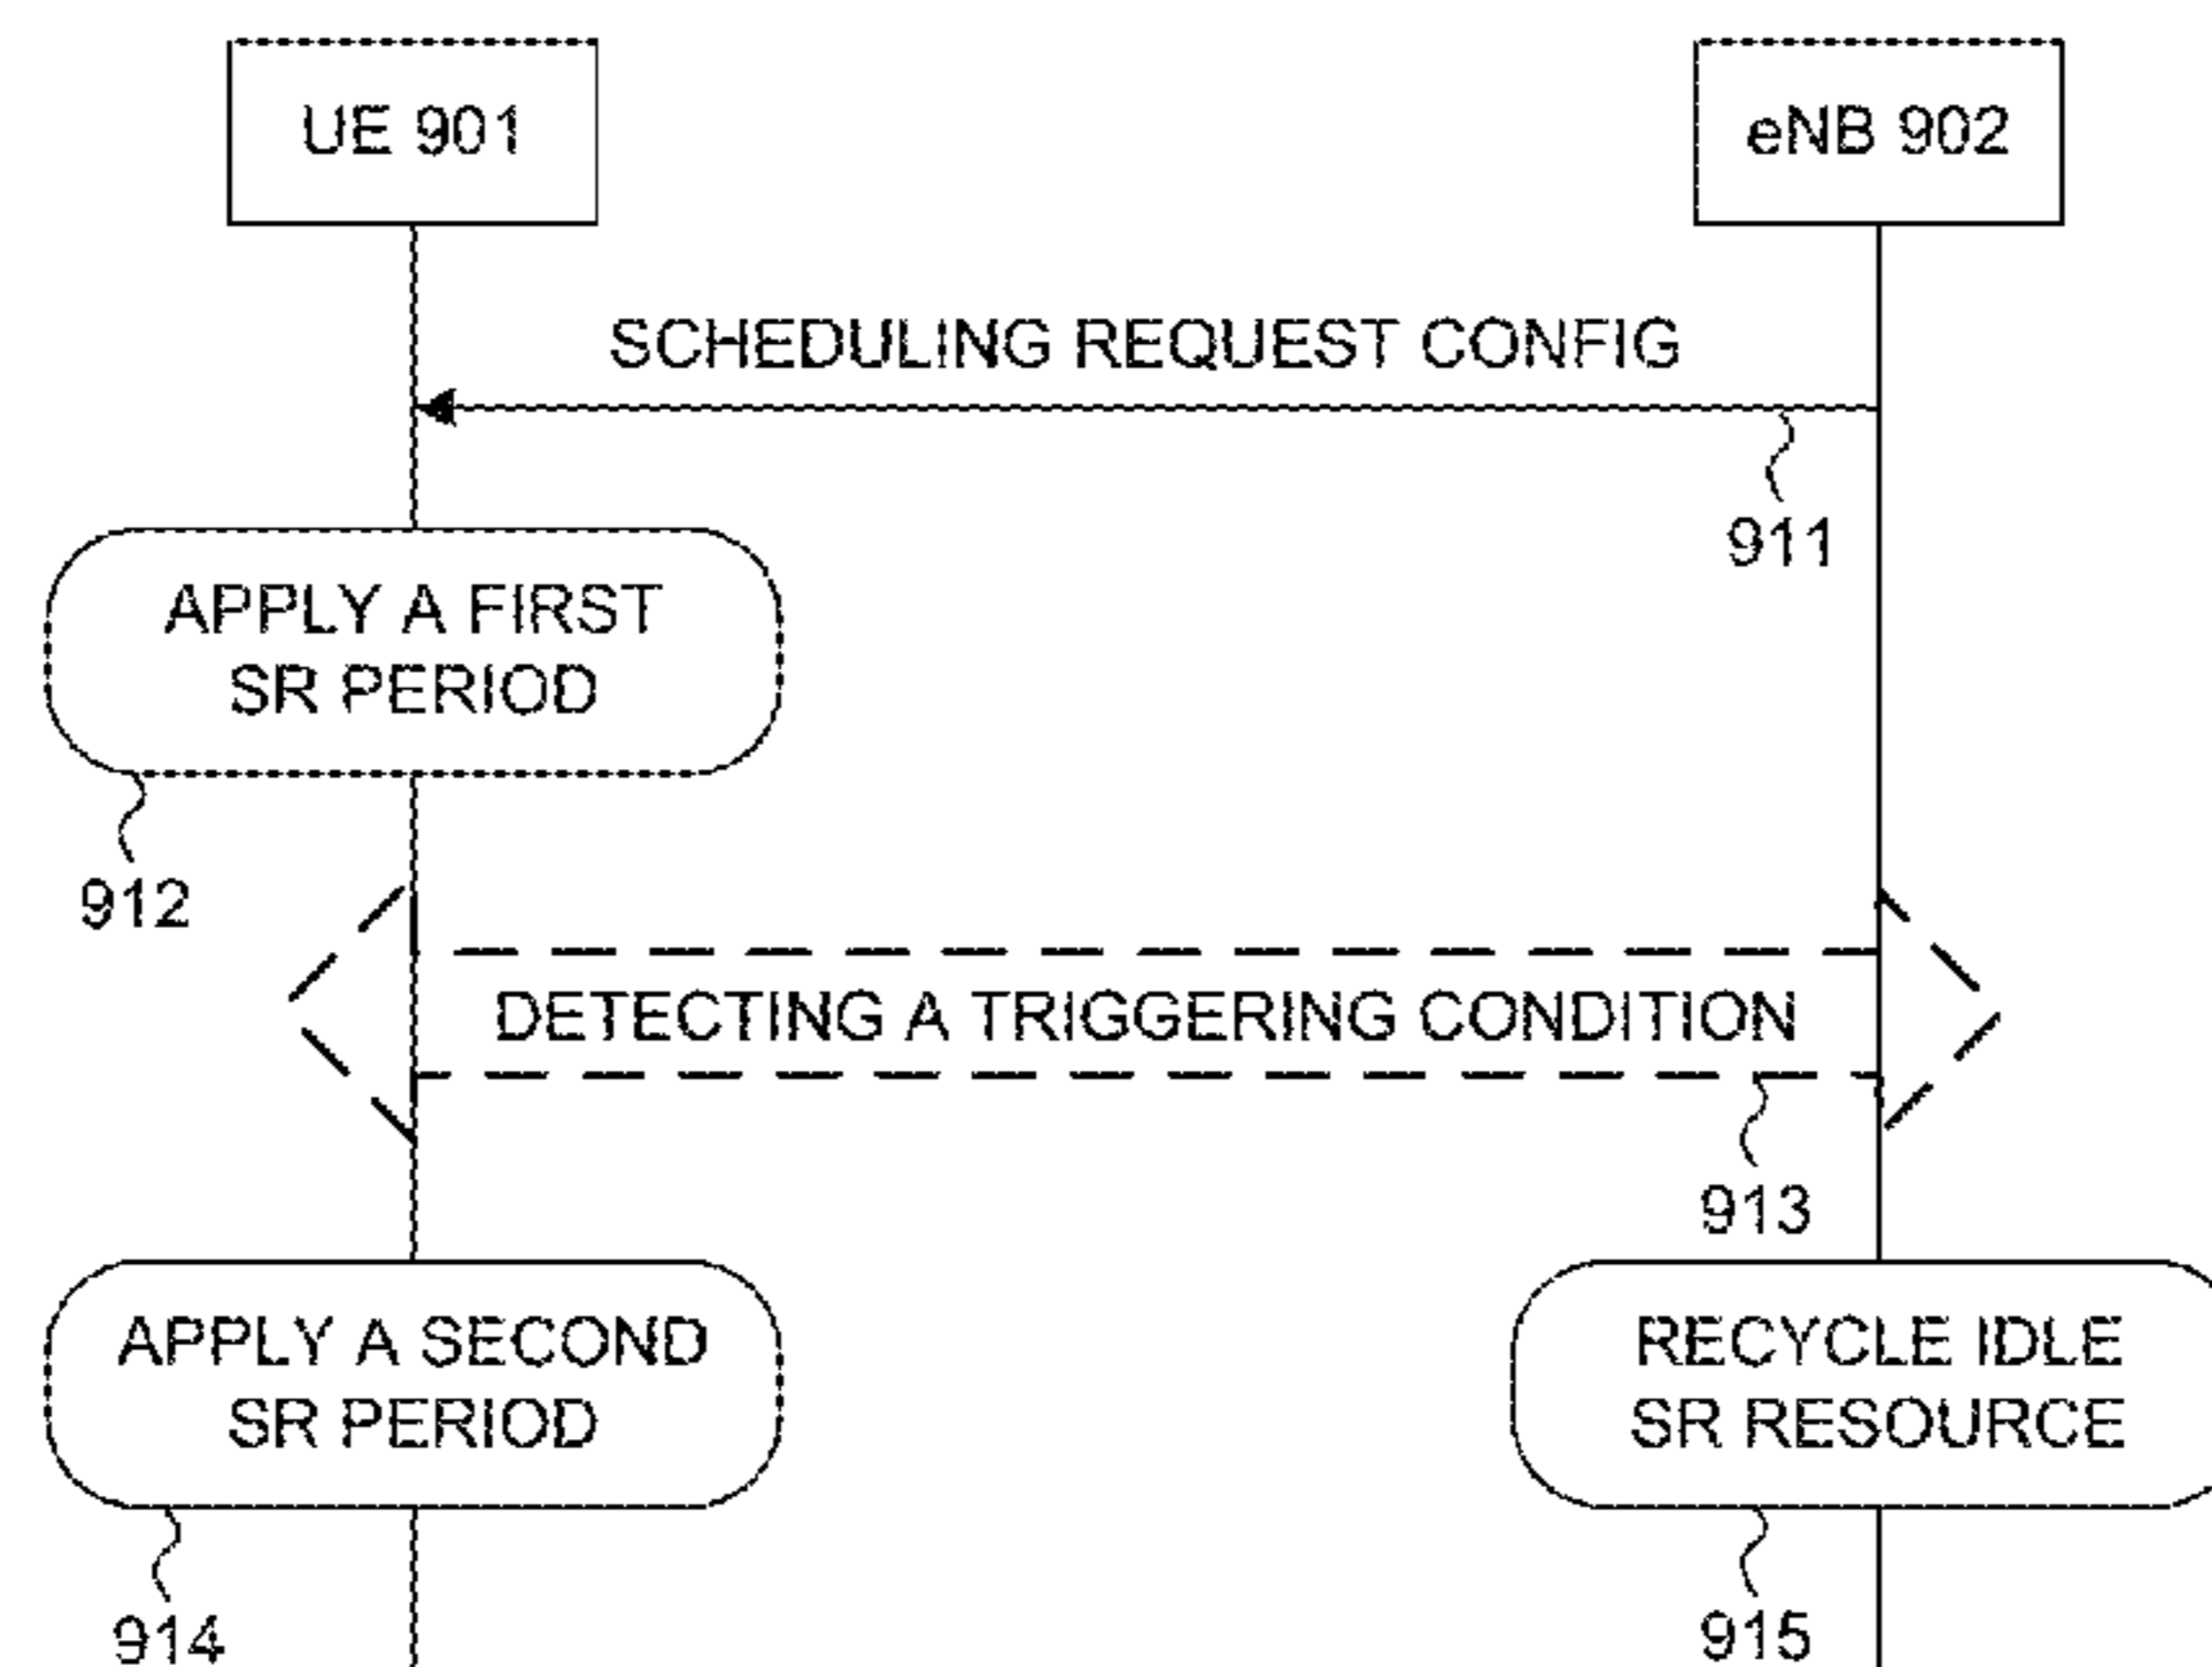 UE 901
eNB 902
SCHEDULING REQUEST CONFIG
911
APPLY A FIRST
SR PERIOD
912
DETECTING A TRIGGERING CONDITION
913
APPLY A SECOND
SR PERIOD
RECYCLE IDLE
SR RESOURCE
914
915